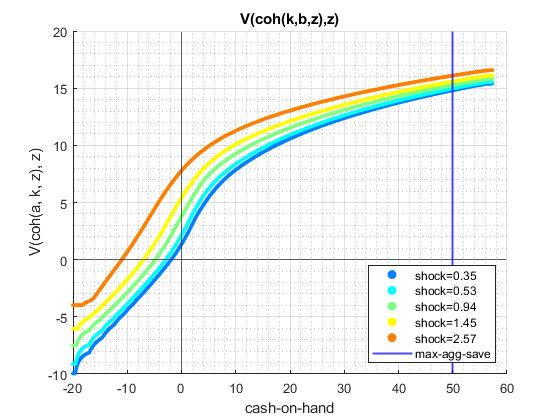 V(coh(k,b,z),z)
V(coh(a, k, z), z)
20
15
10
5
0
-5
-10
-20
-10
0
10
20
30
40
50
60
cash-on-hand
shock=0.35
shock=0.53
shock=0.94
shock=1.45
shock=2.57
max-agg-save